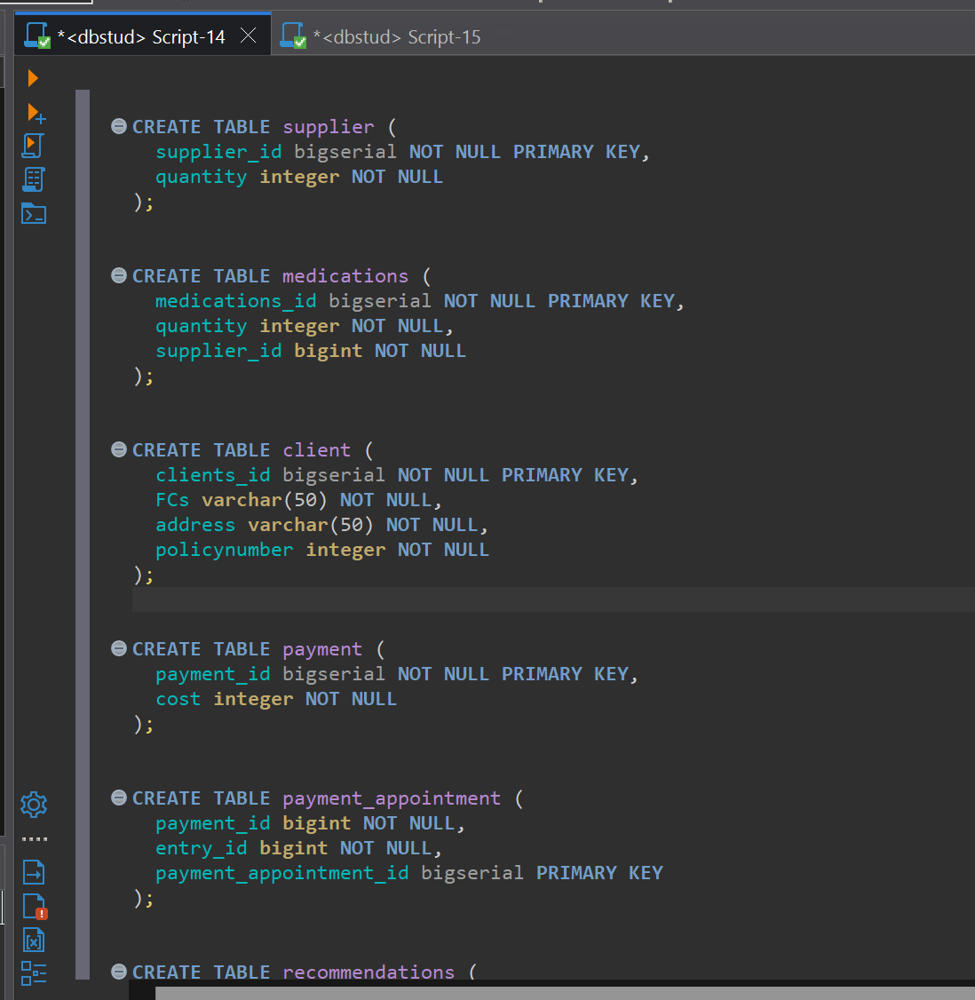 *<dbstud> Script-14
*<dbstud> Script-15
CREATE TABLE supplier (
supplier_id bigserial NOT NULL PRIMARY KEY,
quantity integer NOT NULL
);
CREATE TABLE medications (
medications_id bigserial NOT NULL PRIMARY KEY,
quantity integer NOT NULL,
supplier_id bigint NOT NULL
);
CREATE TABLE client (
clients_id bigserial NOT NULL PRIMARY KEY,
FCs varchar(50) NOT NULL,
address varchar(50) NOT NULL,
policynumber integer NOT NULL
);
CREATE TABLE payment (
payment_id bigserial NOT NULL PRIMARY KEY,
cost integer NOT NULL
);
CREATE TABLE payment_appointment (
payment_id bigint NOT NULL,
entry_id bigint NOT NULL,
payment_appointment_id bigserial PRIMARY KEY
);
CREATE TABLE recommendations (